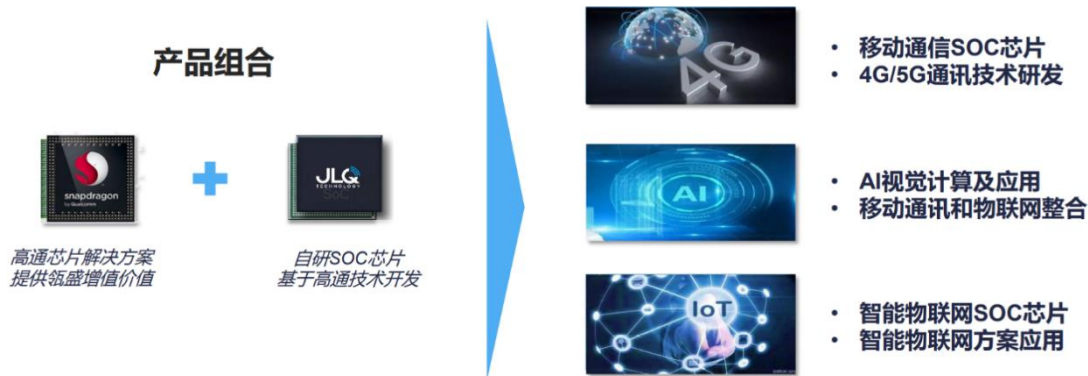 产品组合
snapdragon
by Qualcomm
高通芯片解决方案
提供瓴盛增值价值
JLQ
TECHNOLOGY
自研SOC芯片
基于高通技术开发
4G
• 移动通信SOC芯片
• 4G/5G通讯技术研发
AI
• AI视觉计算及应用
• 移动通讯和物联网整合
IoT
• 智能物联网SOC芯片
• 智能物联网方案应用